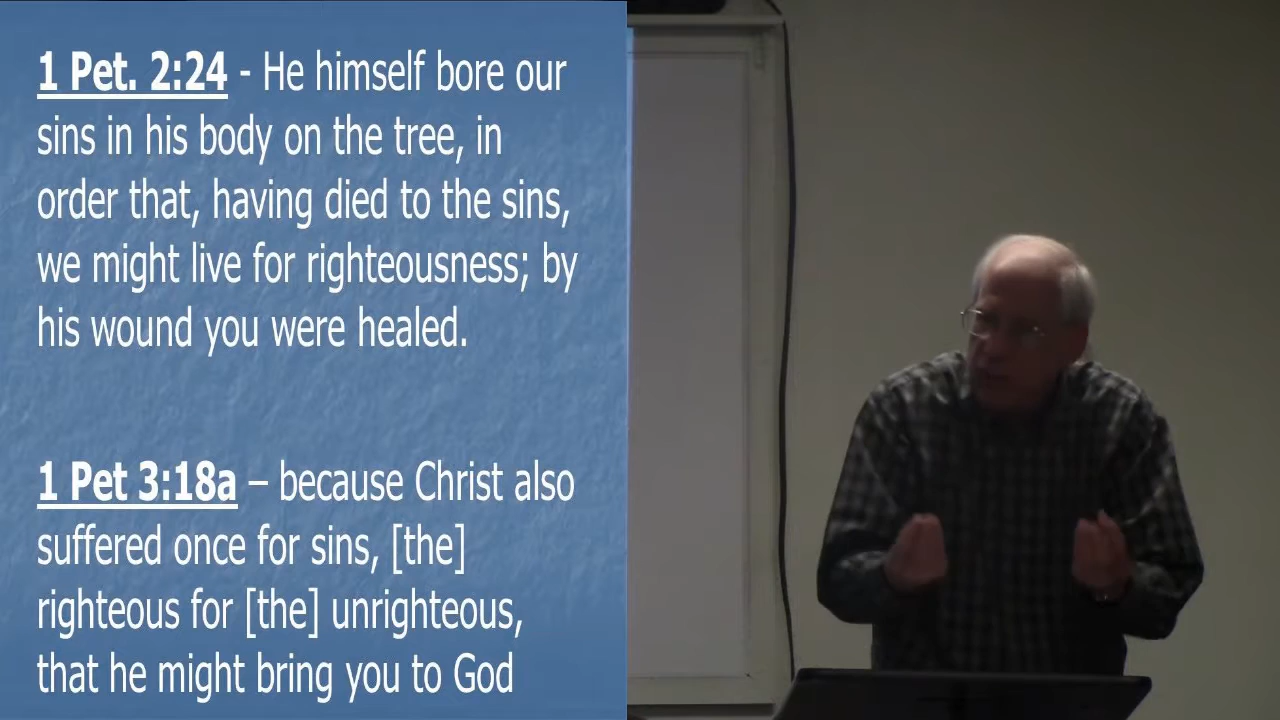 1 Pet. 2:24 - He himself bore our
sins in his body on the tree, in
order that, having died to the sins,
we might live for righteousness; by
his wound you were healed.
1 Pet 3:18a – because Christ also
suffered once for sins, [the]
righteous for [the] unrighteous,
that he might bring you to God